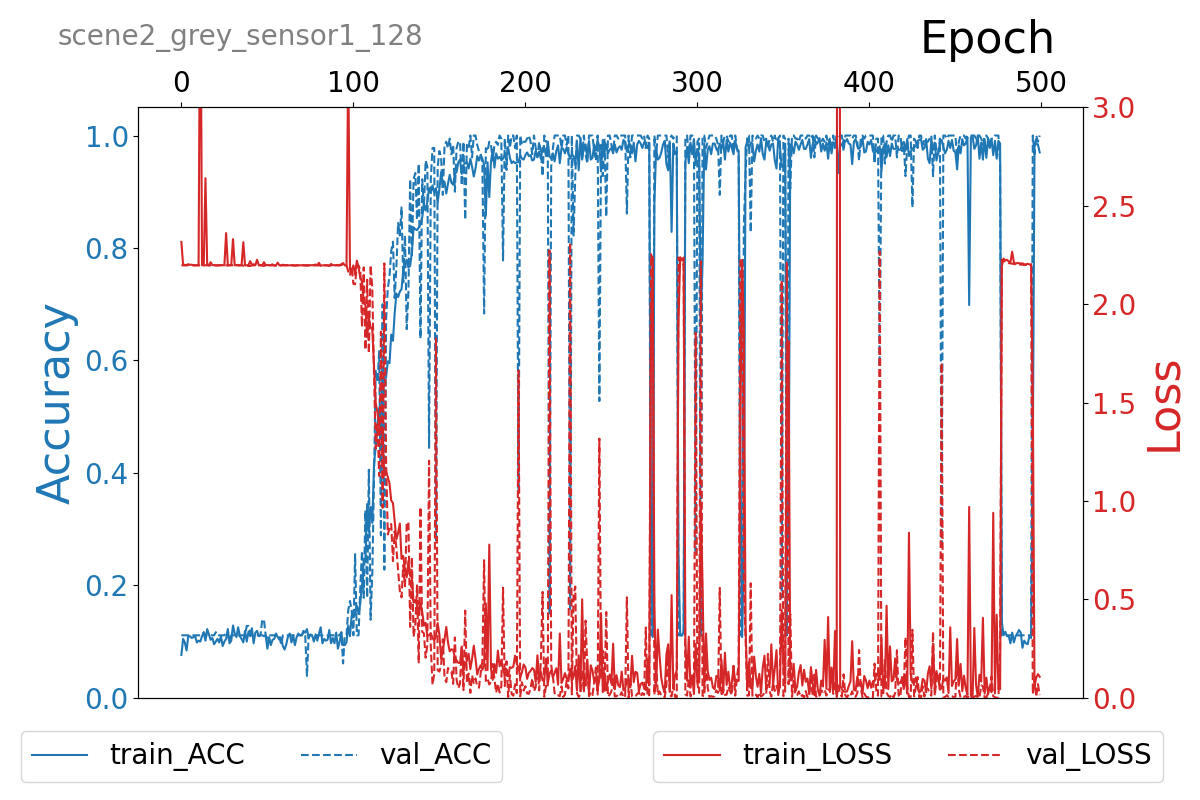 scene2_grey_sensor1_128
Epoch
0 100 200 300 400 500
1.0 0.8 0.6 0.4 0.2 0.0
Accuracy
3.0 2.5 2.0 1.5 1.0 0.5 0.0
Loss
train_ACC val_ACC
train_LOSS val_LOSS